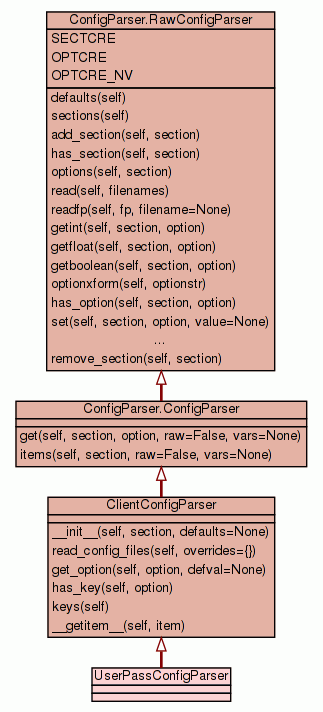 ConfigParser.RawConfigParser
SECTCRE
OPTCRE
OPTCRE_NV
defaults(self)
sections(self)
add_section(self, section)
has_section(self, section)
options(self, section)
read(self, filenames)
readfp(self, fp, filename=None)
getint(self, section, option)
getfloat(self, section, option)
getboolean(self, section, option)
optionxform(self, optionstr)
has_option(self, section, option)
set(self, section, option, value=None)
...
remove_section(self, section)
ConfigParser.ConfigParser
get(self, section, option, raw=False, vars=None)
items(self, section, raw=False, vars=None)
ClientConfigParser
__init__(self, section, defaults=None)
read_config_files(self, overrides={})
get_option(self, option, defval=None)
has_key(self, option)
keys(self)
__getitem__(self, item)
UserPassConfigParser